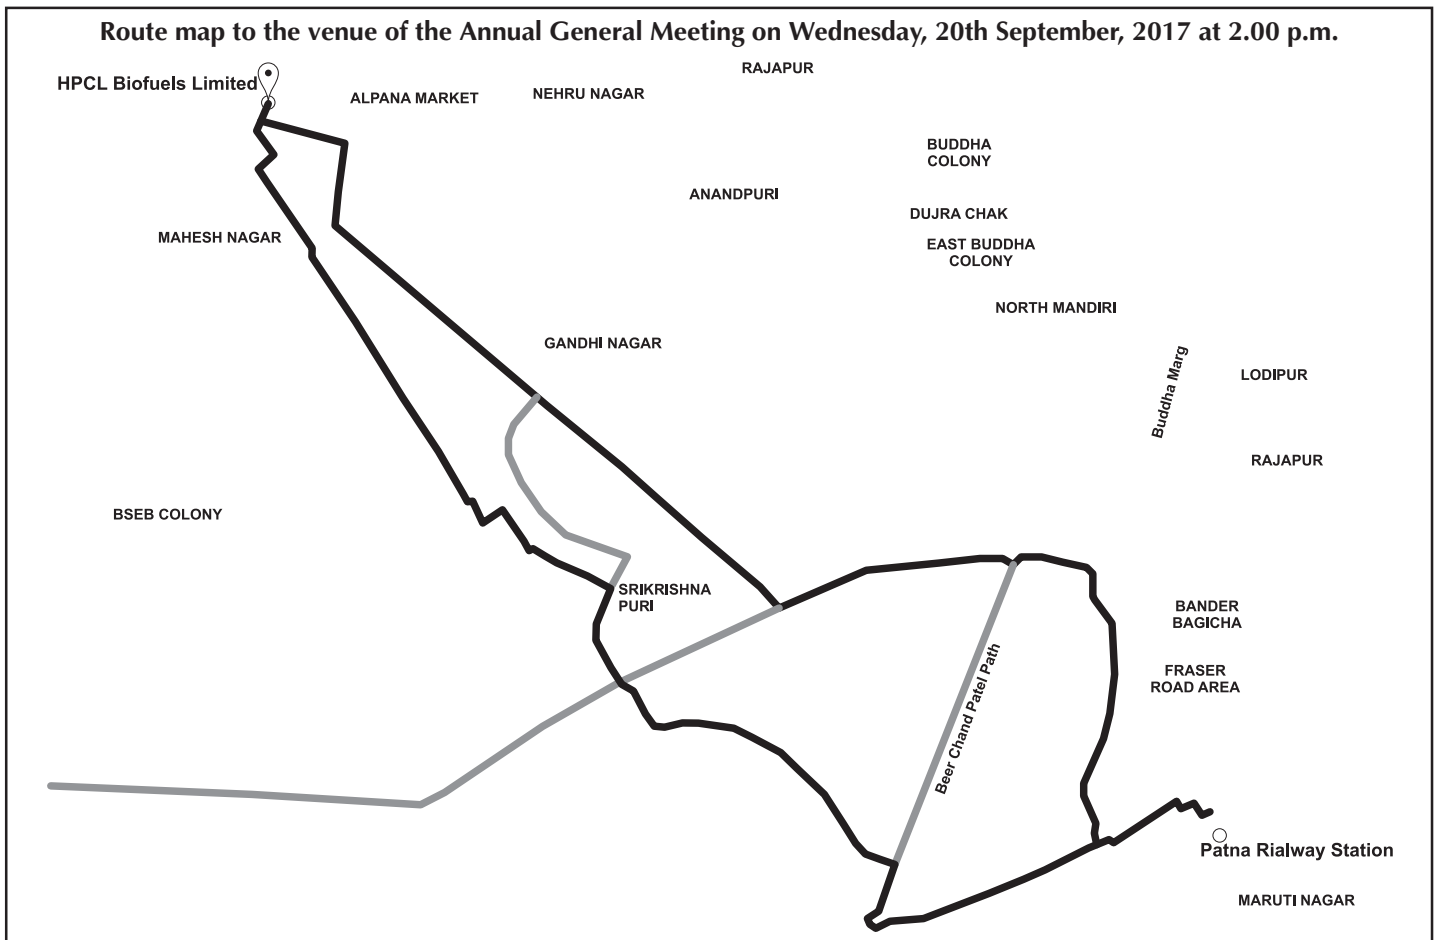 Route map to the venue of the Annual General Meeting on Wednesday, 20th September, 2017 at 2.00 p.m.
RAJAPUR
HPCL Biofuels Limited
ALPANA MARKET
NEHRU NAGAR
BUDDHA
COLONY
ANANDPURI
DUJRA CHAK
MAHESH NAGAR
EAST BUDDHA
COLONY
NORTH MANDIRI
GANDHI NAGAR
Buddha Marg
LODIPUR
RAJAPUR
BSEB COLONY
SRIKRISHNA
PURI
BANDER
BAGICHA
FRASER
ROAD AREA
Beer Chand Patel Path
Patna Rialway Station
MARUTI NAGAR